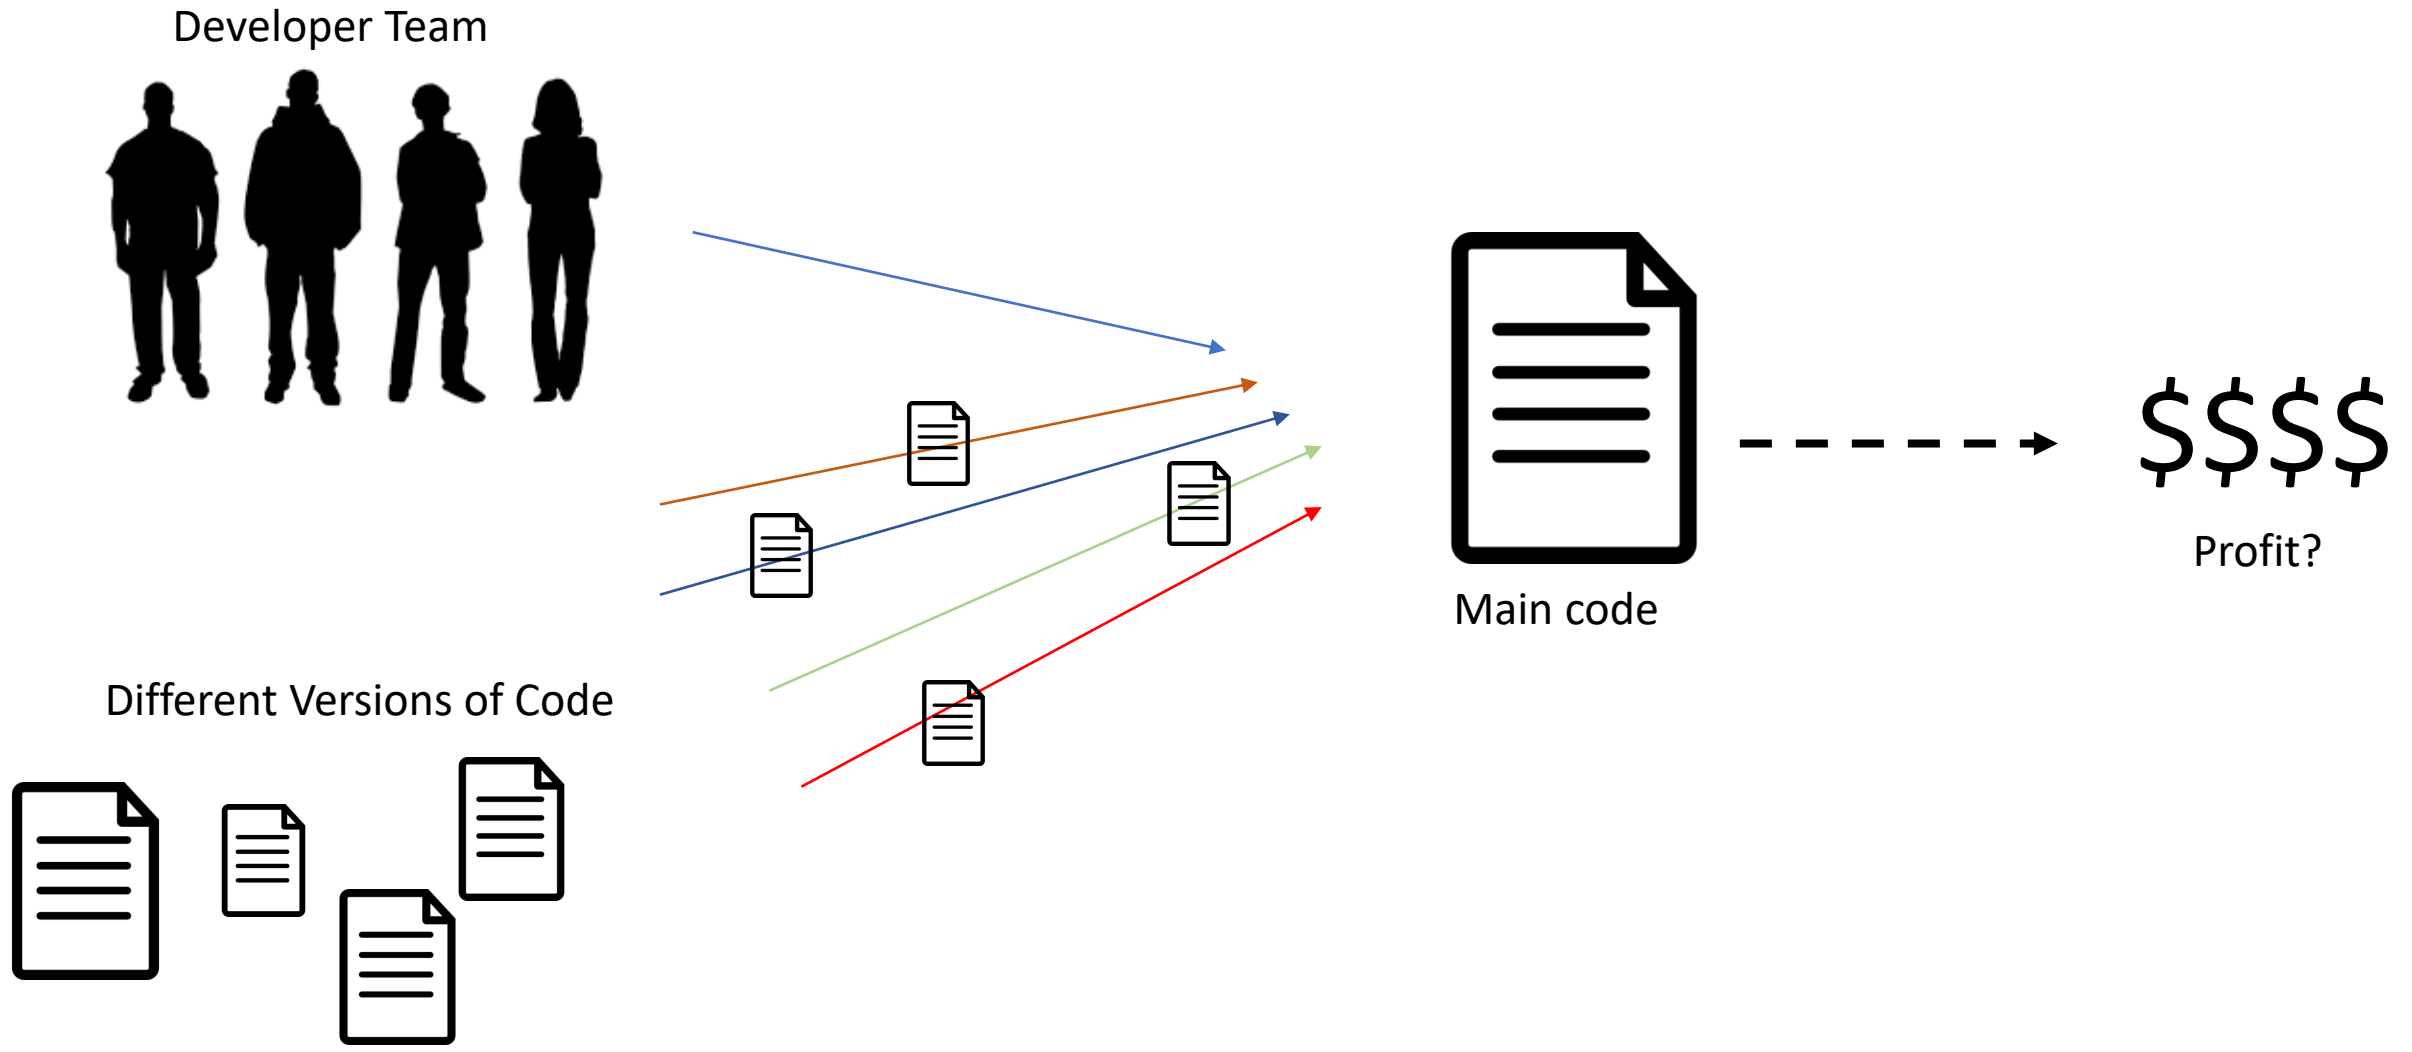 Developer Team
Different Versions of Code
Main code
$$$$
Profit?